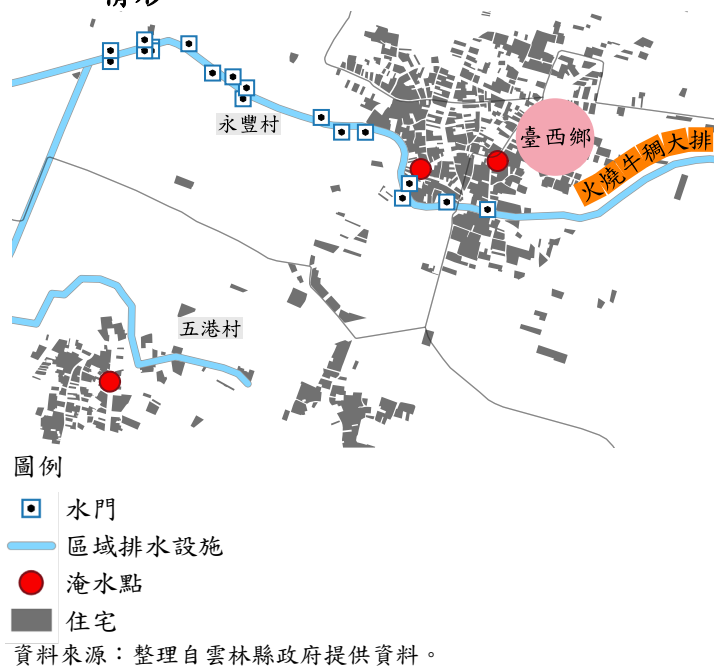 永豐村
臺西鄉
火燒牛稠大排
五港村
圖例
水門
區域排水設施
淹水點
住宅
資料來源：整理自雲林縣政府提供資料。